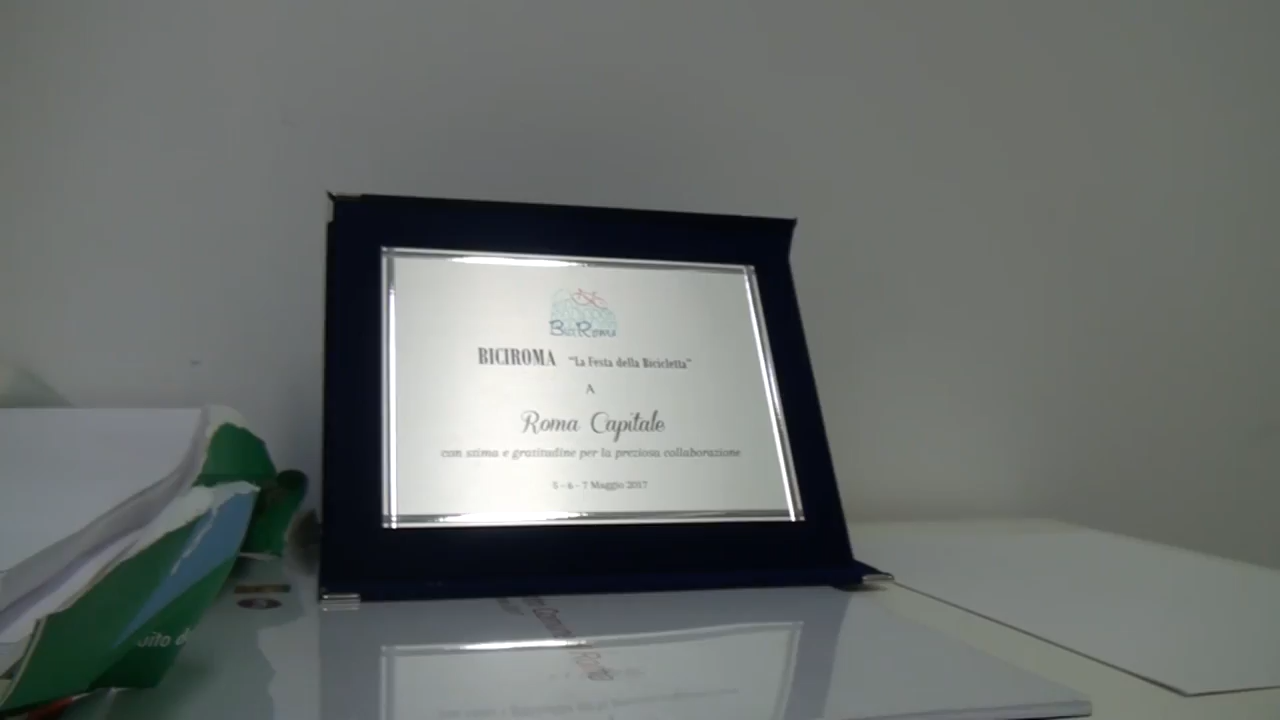 BiciRoma
BICIROMA "La Festa della Bicicletta"
A
Roma Capitale
con stima e gratitudine per la preziosa collaborazione
5 - 6 - 7 Maggio 2017